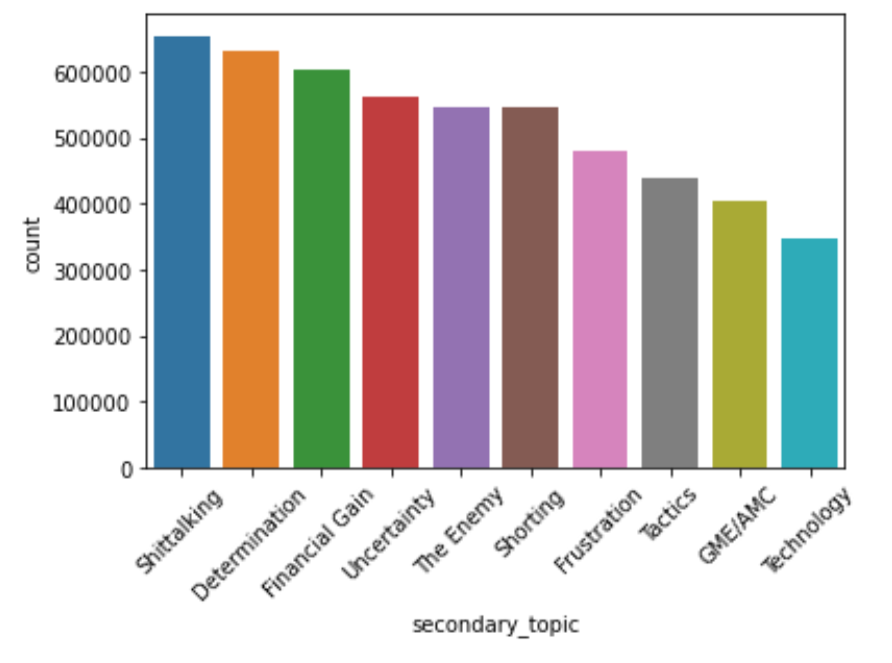 600000
500000
400000
300000
200000
100000
0
count
Shittalking
Determination
Financial Gain
Uncertainty
The Enemy
Shorting
Frustration
Tactics
GME/AMC
Technology
secondary_topic